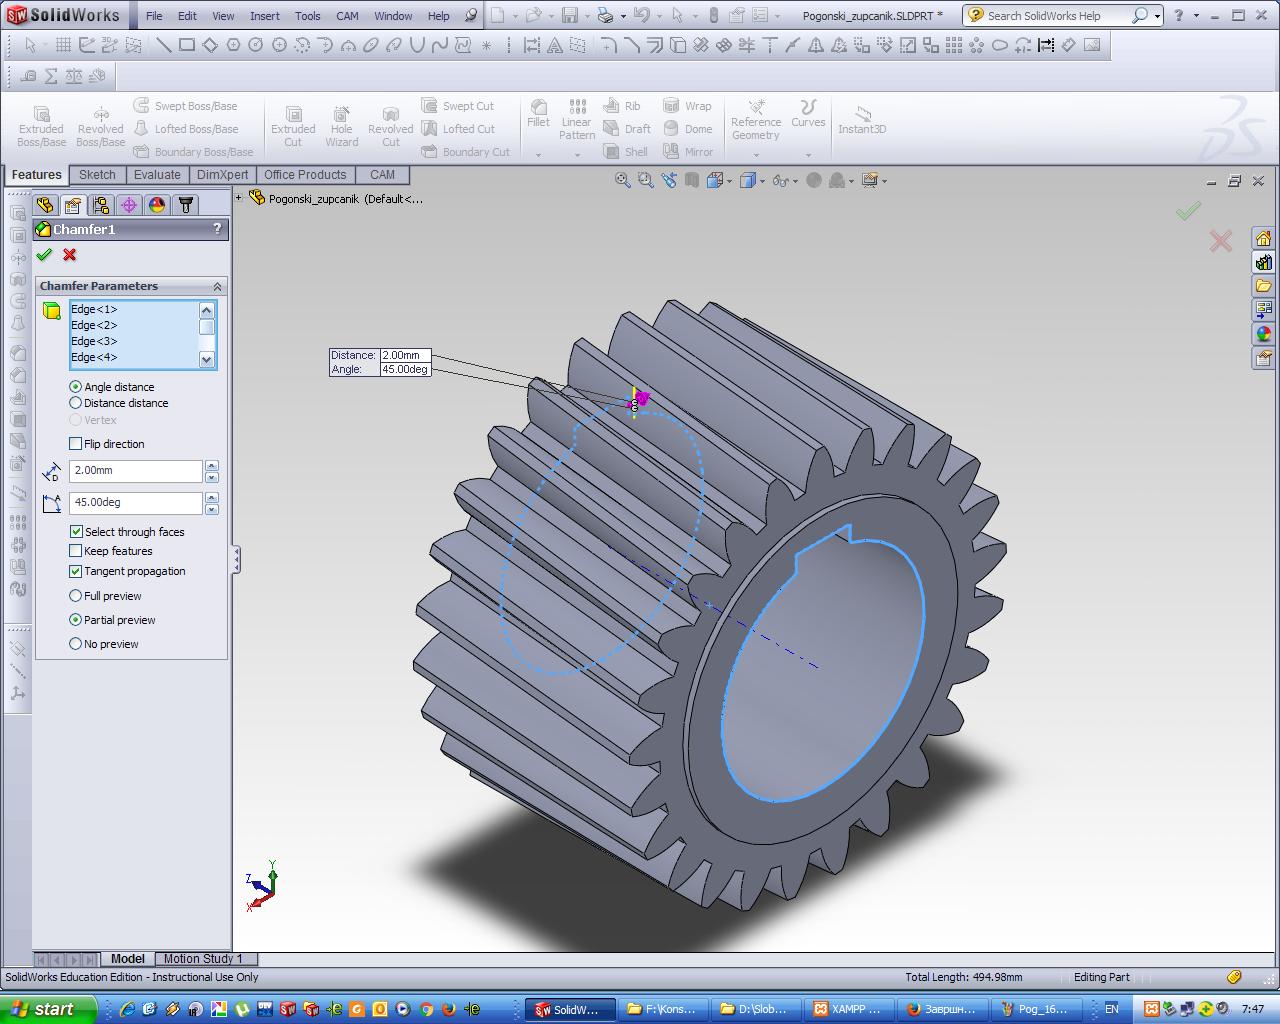 SolidWorks
File Edit View Insert Tools CAM Window Help
Pogonski_zupcanik.SLDPRT *
Search SolidWorks Help
Extruded Boss/Base
Revolved Boss/Base
Swept Boss/Base
Lofted Boss/Base
Boundary Boss/Base
Extruded Cut
Hole Wizard
Revolved Cut
Swept Cut
Lofted Cut
Boundary Cut
Fillet
Linear Pattern
Rib
Draft
Shell
Wrap
Dome
Mirror
Reference Geometry
Curves
Instant3D
Features Sketch Evaluate DimXpert Office Products CAM
Pogonski_zupcanik (Default<...
Chamfer1 ?
Chamfer Parameters
Edge<1>
Edge<2>
Edge<3>
Edge<4>
Angle distance
Distance distance
Vertex
Flip direction
2.00mm
45.00deg
Select through faces
Keep features
Tangent propagation
Full preview
Partial preview
No preview
Distance: 2.00mm
Angle: 45.00deg
Y
Z
X
Model Motion Study 1
SolidWorks Education Edition - Instructional Use Only
Total Length: 494.98mm Editing Part
start
SolidW... F:\Kons... D:\Slob... XAMPP ... Завршн... Pog_16... EN 7:47